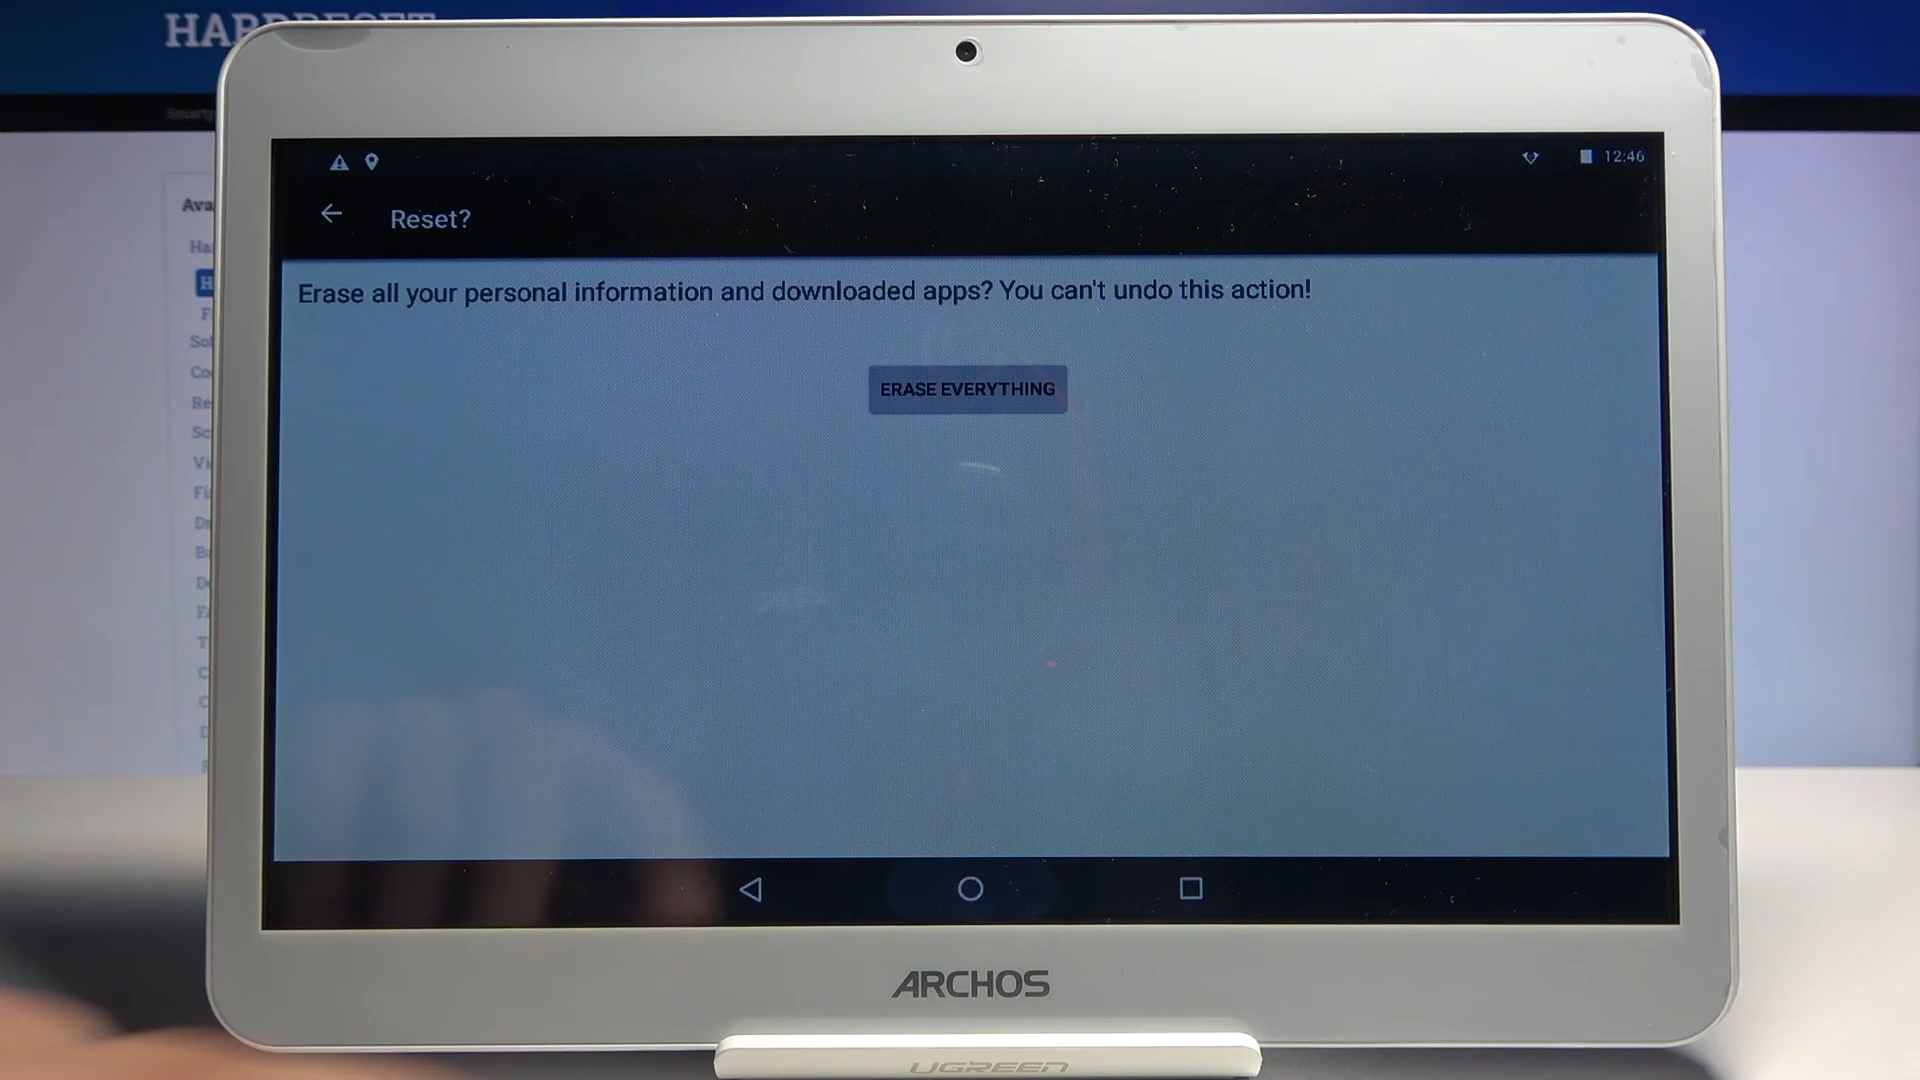 HARDRESET
12:46
Reset?
Erase all your personal information and downloaded apps? You can't undo this action!
ERASE EVERYTHING
ARCHOS
UGREEN